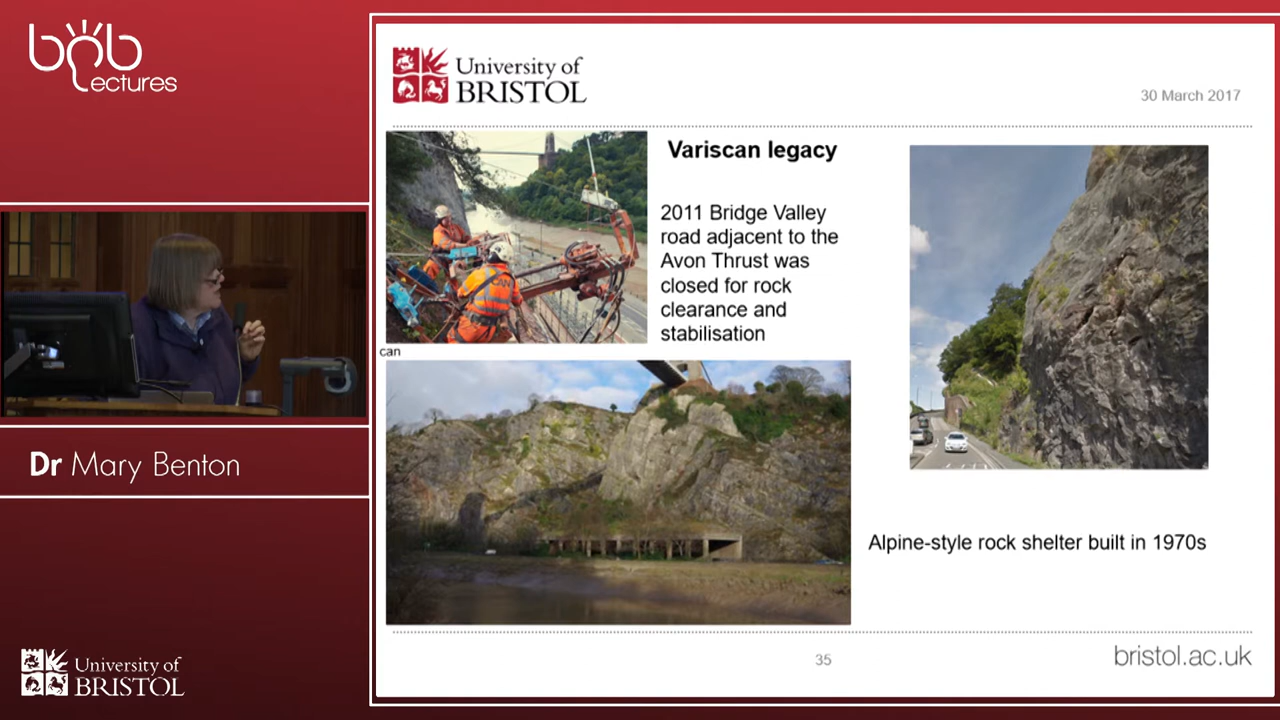 bob
Lectures
Dr Mary Benton
University of
BRISTOL
University of
BRISTOL
30 March 2017
Variscan legacy
2011 Bridge Valley
road adjacent to the
Avon Thrust was
closed for rock
clearance and
stabilisation
CAN
can
Alpine-style rock shelter built in 1970s
35
bristol.ac.uk